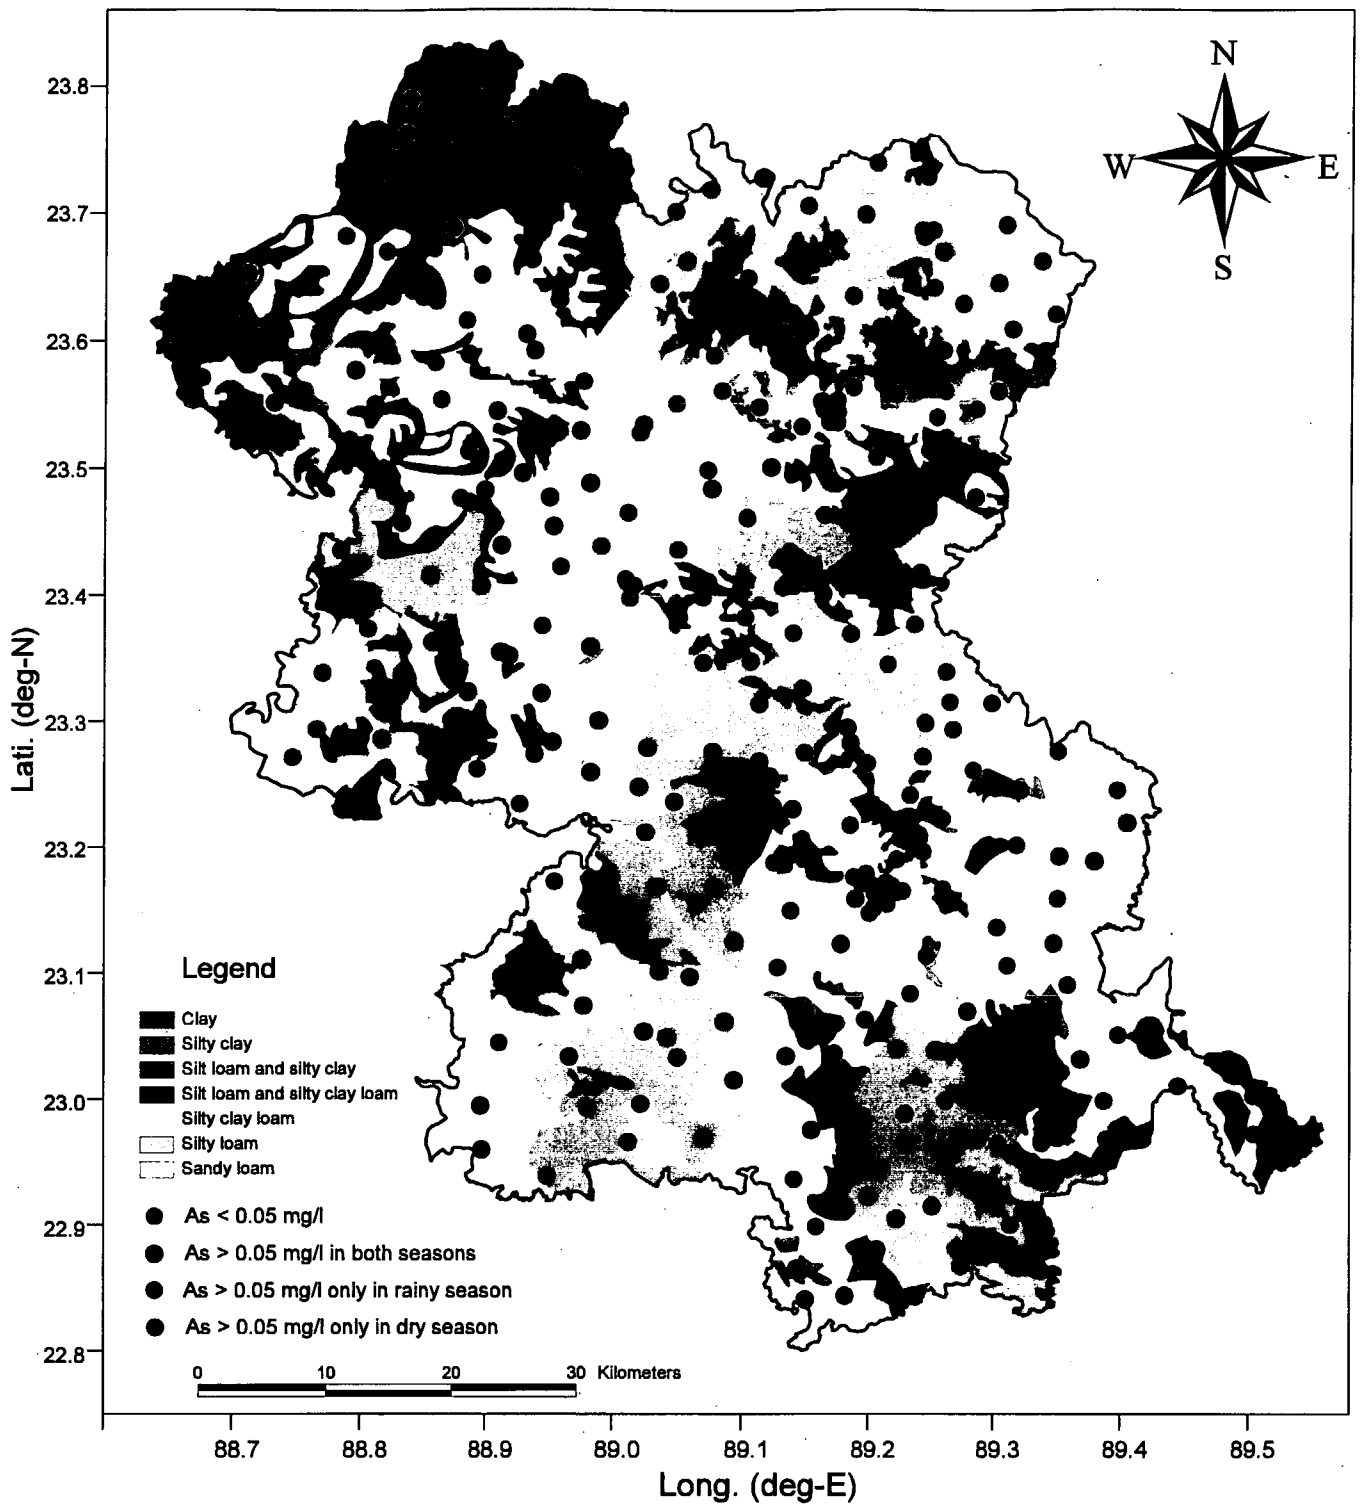 N
W E
S
23.8
23.7
23.6
23.5
23.4
23.3
23.2
23.1
23.0
22.9
22.8
Lati. (deg-N)
Legend
Clay
Silty clay
Silt loam and silty clay
Silt loam and silty clay loam
Silty clay loam
Silty loam
Sandy loam
As < 0.05 mg/l
As > 0.05 mg/l in both seasons
As > 0.05 mg/l only in rainy season
As > 0.05 mg/l only in dry season
0 10 20 30 Kilometers
88.7 88.8 88.9 89.0 89.1 89.2 89.3 89.4 89.5
Long. (deg-E)